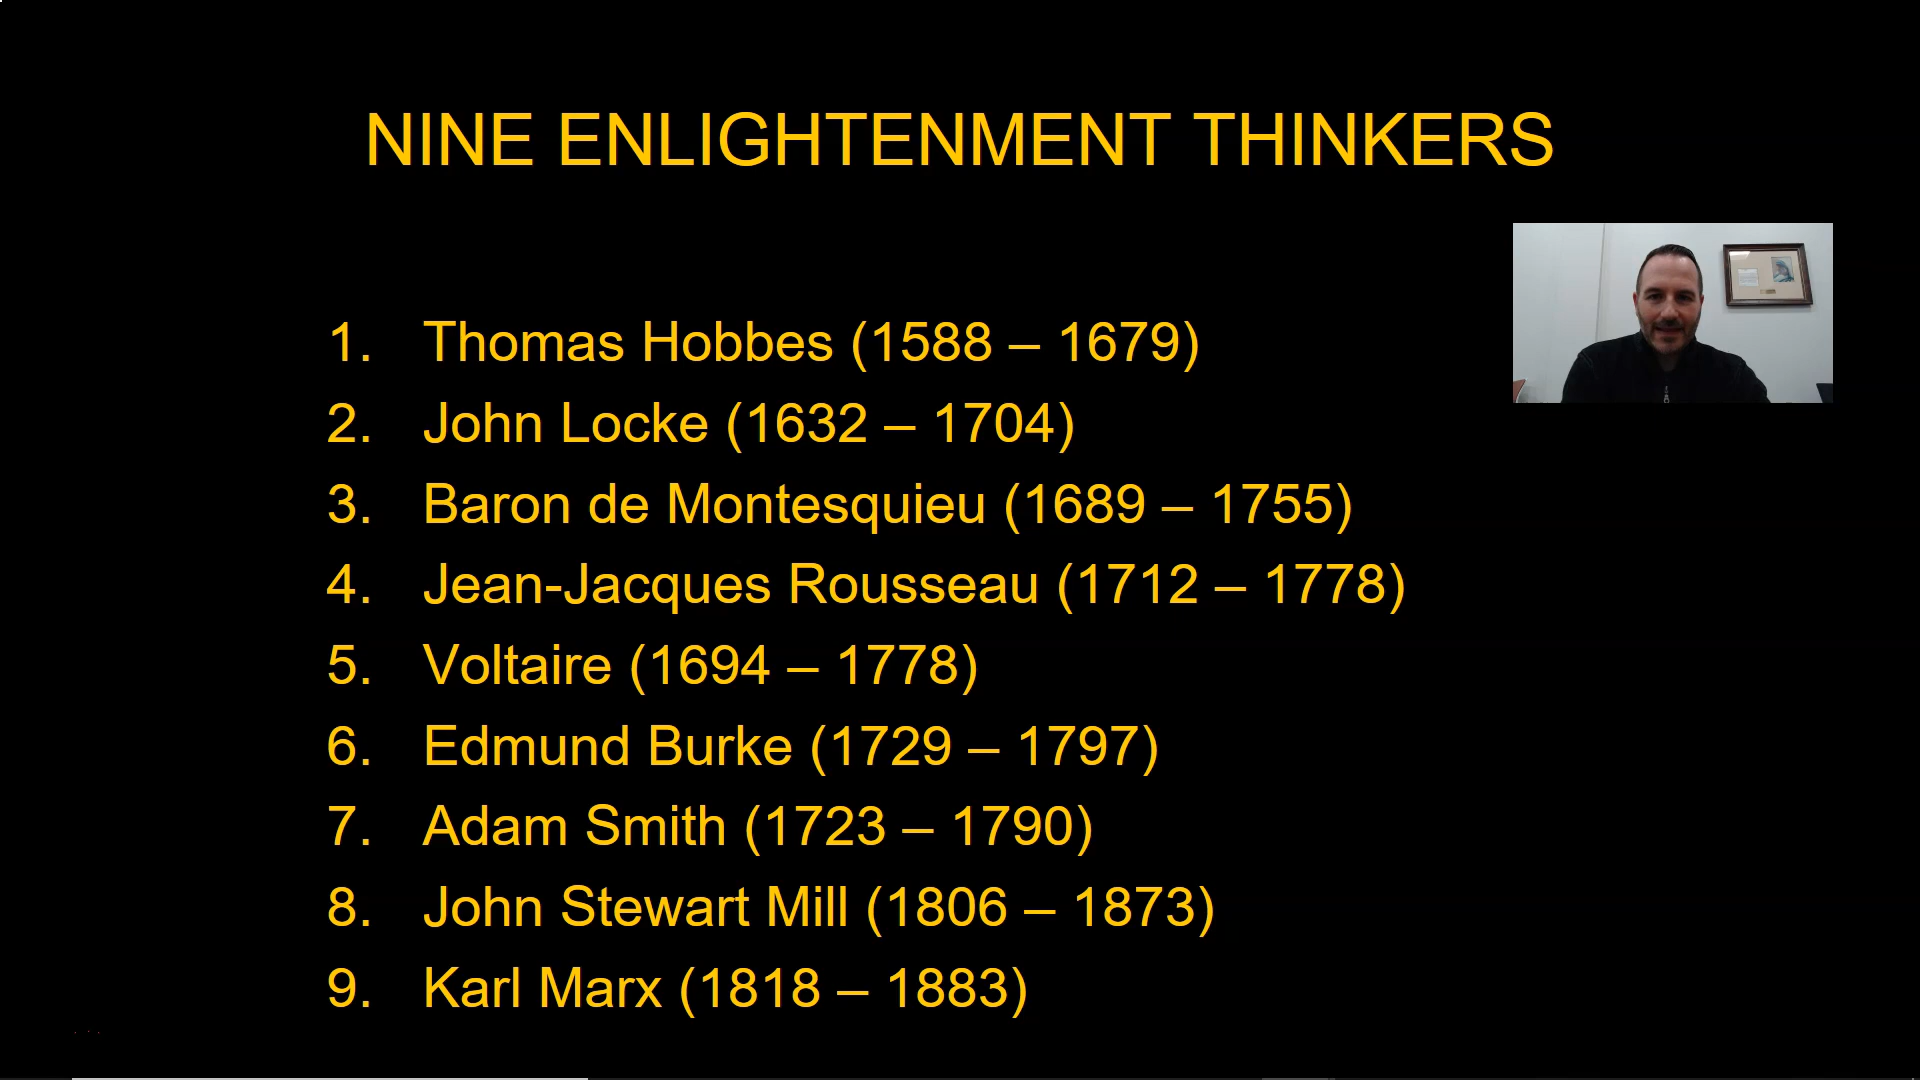 NINE ENLIGHTENMENT THINKERS
1. Thomas Hobbes (1588 – 1679)
2. John Locke (1632 – 1704)
3. Baron de Montesquieu (1689 – 1755)
4. Jean-Jacques Rousseau (1712 – 1778)
5. Voltaire (1694 – 1778)
6. Edmund Burke (1729 – 1797)
7. Adam Smith (1723 – 1790)
8. John Stewart Mill (1806 – 1873)
9. Karl Marx (1818 – 1883)